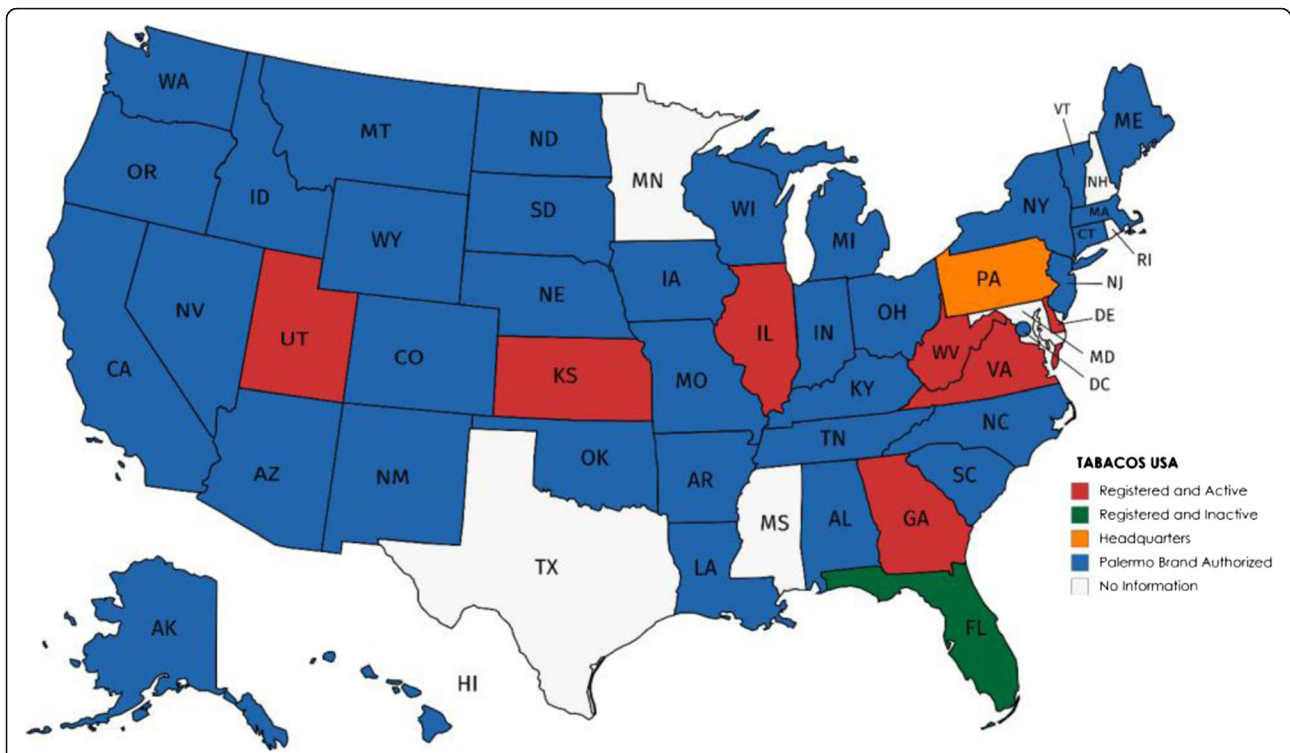 WA
MT
ND
MN
VT
ME
OR
ID
SD
WI
NY
NH
MA
CT
RI
WY
MI
IA
PA
NJ
NE
NV
UT
CO
IL
IN
OH
DE
WV
MD
VA
DC
CA
KS
MO
KY
NC
TN
AZ
NM
OK
AR
SC
MS
AL
GA
TX
LA
AK
HI
FL
TABACOS USA
Registered and Active
Registered and Inactive
Headquarters
Palermo Brand Authorized
No Information